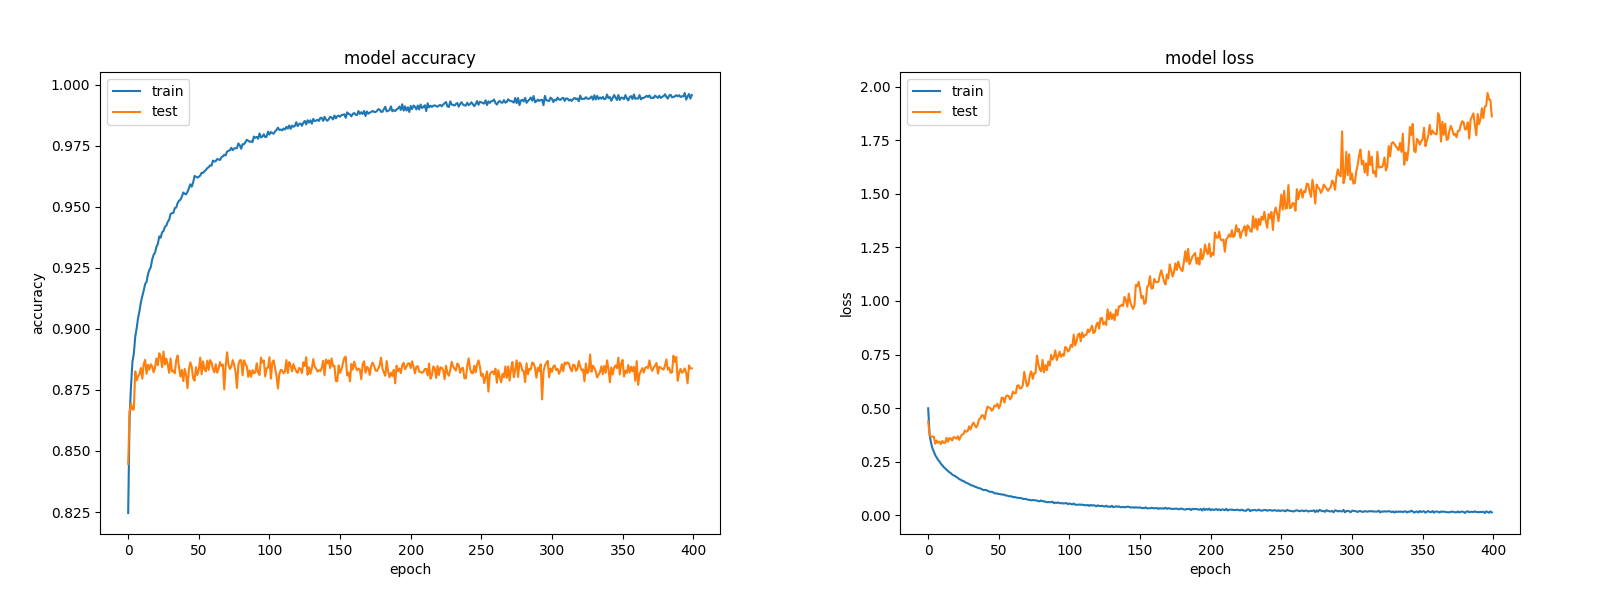 model accuracy
train
test
1.000
0.975
0.950
0.925
0.900
0.875
0.850
0.825
accuracy
0 50 100 150 200 250 300 350 400
epoch
model loss
train
test
2.00
1.75
1.50
1.25
1.00
0.75
0.50
0.25
0.00
loss
0 50 100 150 200 250 300 350 400
epoch